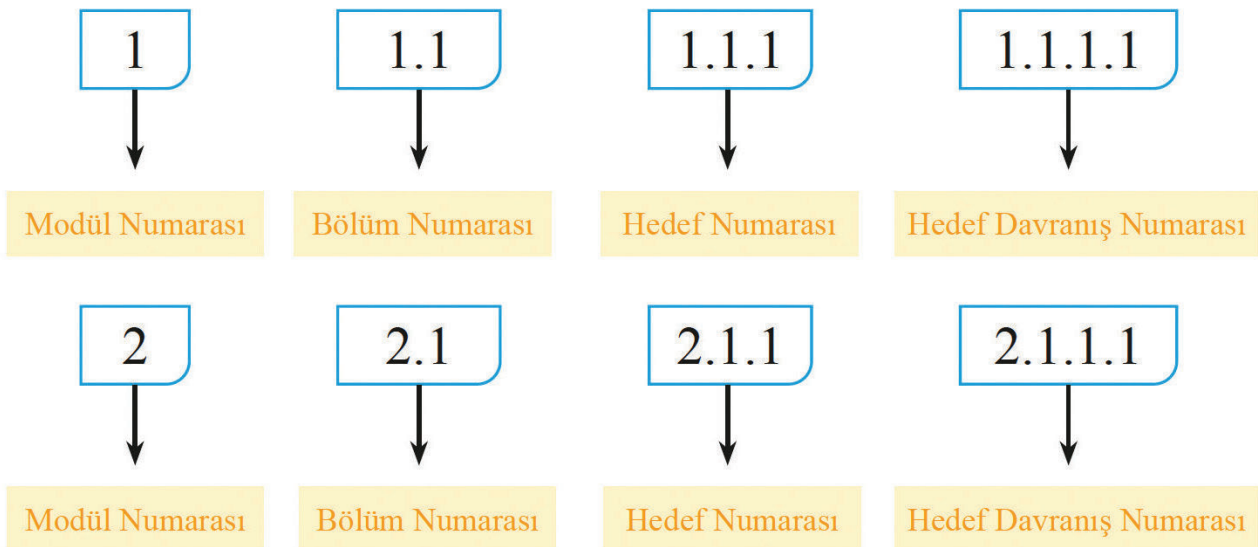 1 1.1 1.1.1 1.1.1.1
Modül Numarası Bölüm Numarası Hedef Numarası Hedef Davranış Numarası
2 2.1 2.1.1 2.1.1.1
Modül Numarası Bölüm Numarası Hedef Numarası Hedef Davranış Numarası